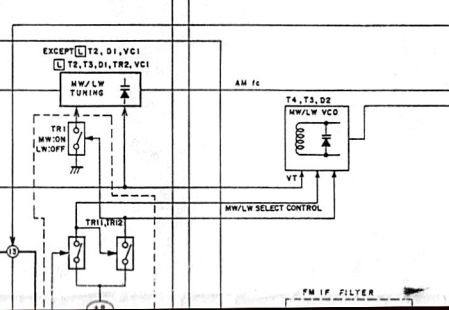 EXCEPT L T2, D1, VC1
L T2, T3, D1, TR2, VC1
MW/LW
TUNING
AM fc
T4, T3, D2
MW/LW VCO
TR1
MW:ON
LW:OFF
VT
MW/LW SELECT CONTROL
TR11, TR12
13
FM IF FILTER